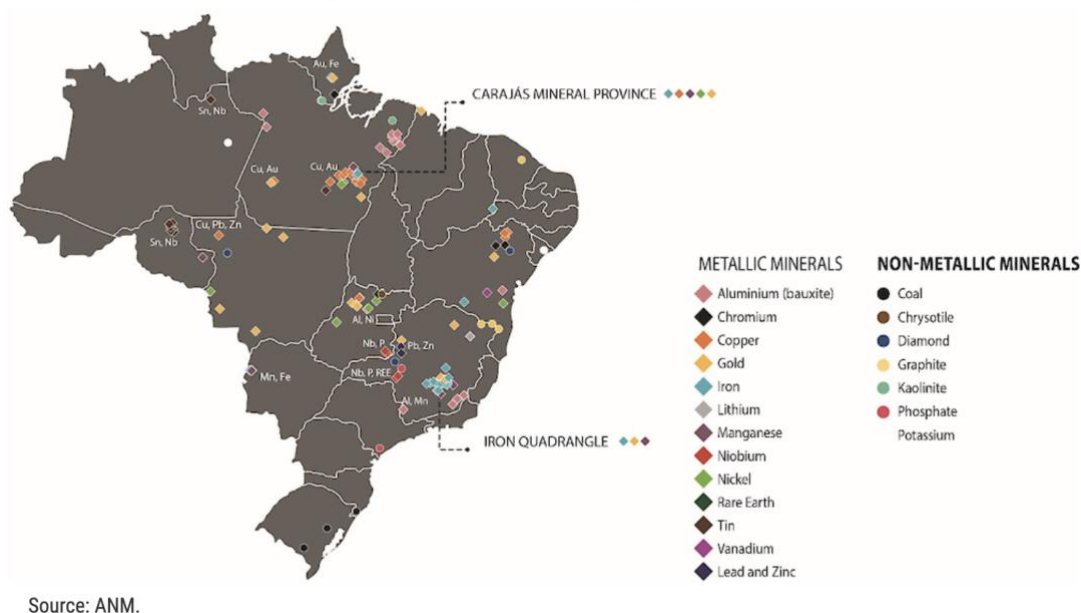 Au, Fe
CARAJÁS MINERAL PROVINCE
Sn, Nb
Cu, Au
Cu, Au
Cu, Pb, Zn
Sn, Nb
Al, Ni
Nb, P
Pb, Zn
Nb, P, REE
Mn, Fe
Al, Mn
IRON QUADRANGLE
METALLIC MINERALS
Aluminium (bauxite)
Chromium
Copper
Gold
Iron
Lithium
Manganese
Niobium
Nickel
Rare Earth
Tin
Vanadium
Lead and Zinc
NON-METALLIC MINERALS
Coal
Chrysotile
Diamond
Graphite
Kaolinite
Phosphate
Potassium
Source: ANM.